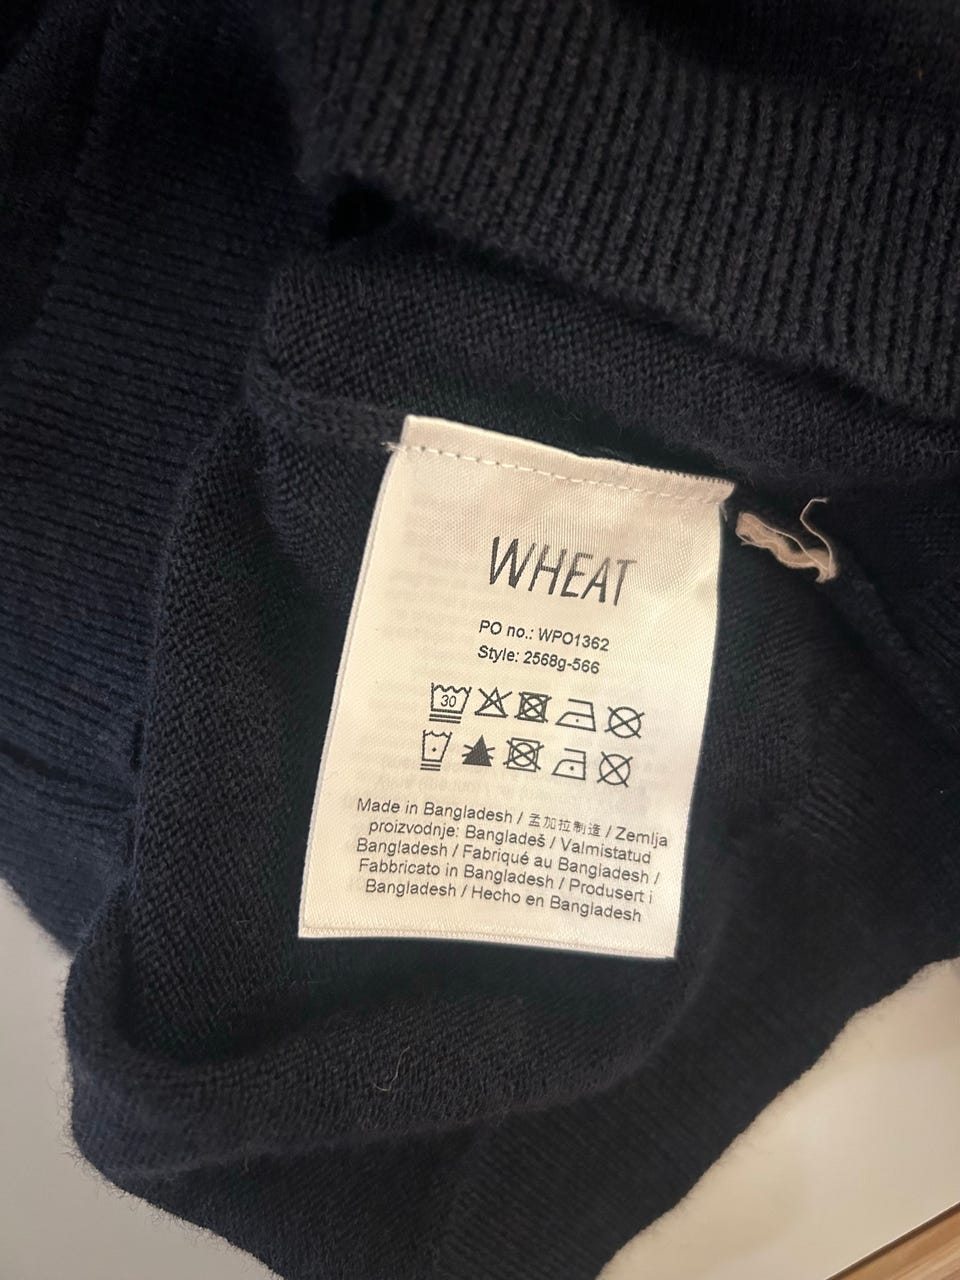 WHEAT
PO no.: WPO1362
Style: 2568g-566
30
Made in Bangladesh / 孟加拉制造 / Zemlja
proizvodnje: Bangladeš / Valmistatud
Bangladesh / Fabriqué au Bangladesh /
Fabbricato in Bangladesh / Produsert i
Bangladesh / Hecho en Bangladesh